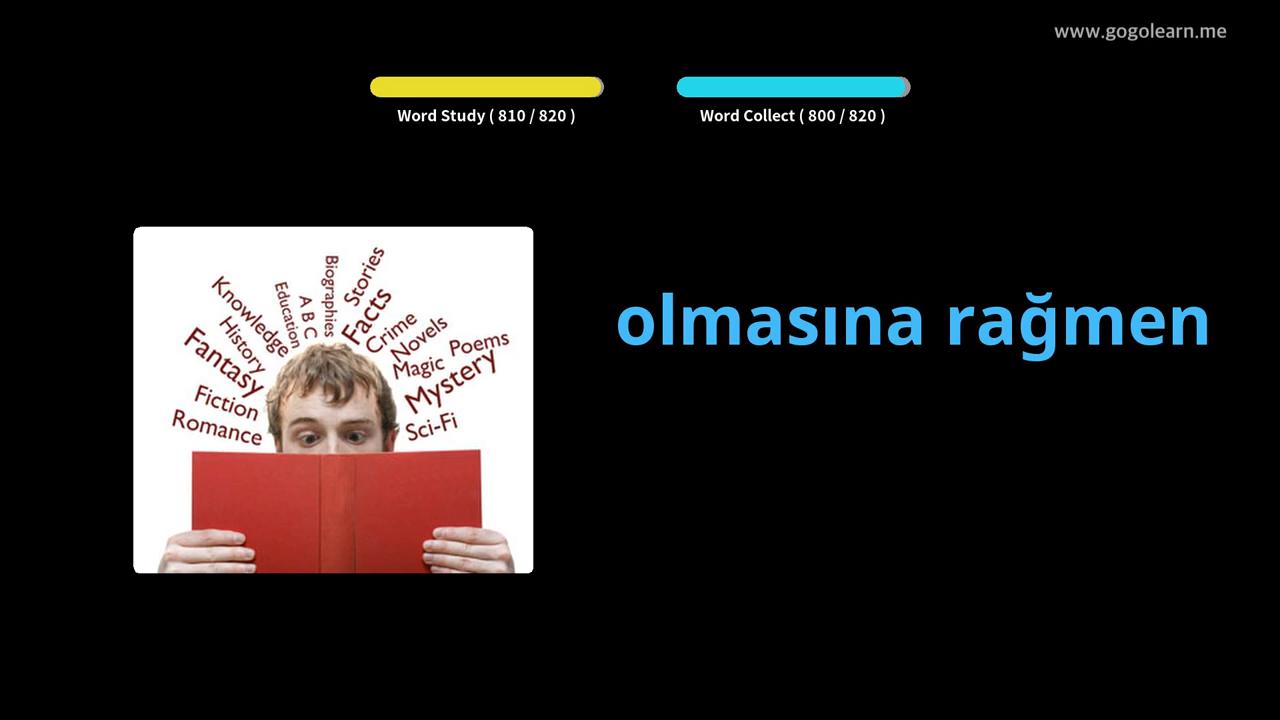 www.gogolearn.me
Word Study ( 810 / 820 )
Word Collect ( 800 / 820 )
olmasına rağmen
Biographies
Stories
Education
A B C
Facts
Knowledge
History
Crime
Novels
Poems
Fantasy
Magic
Mystery
Fiction
Romance
Sci-Fi